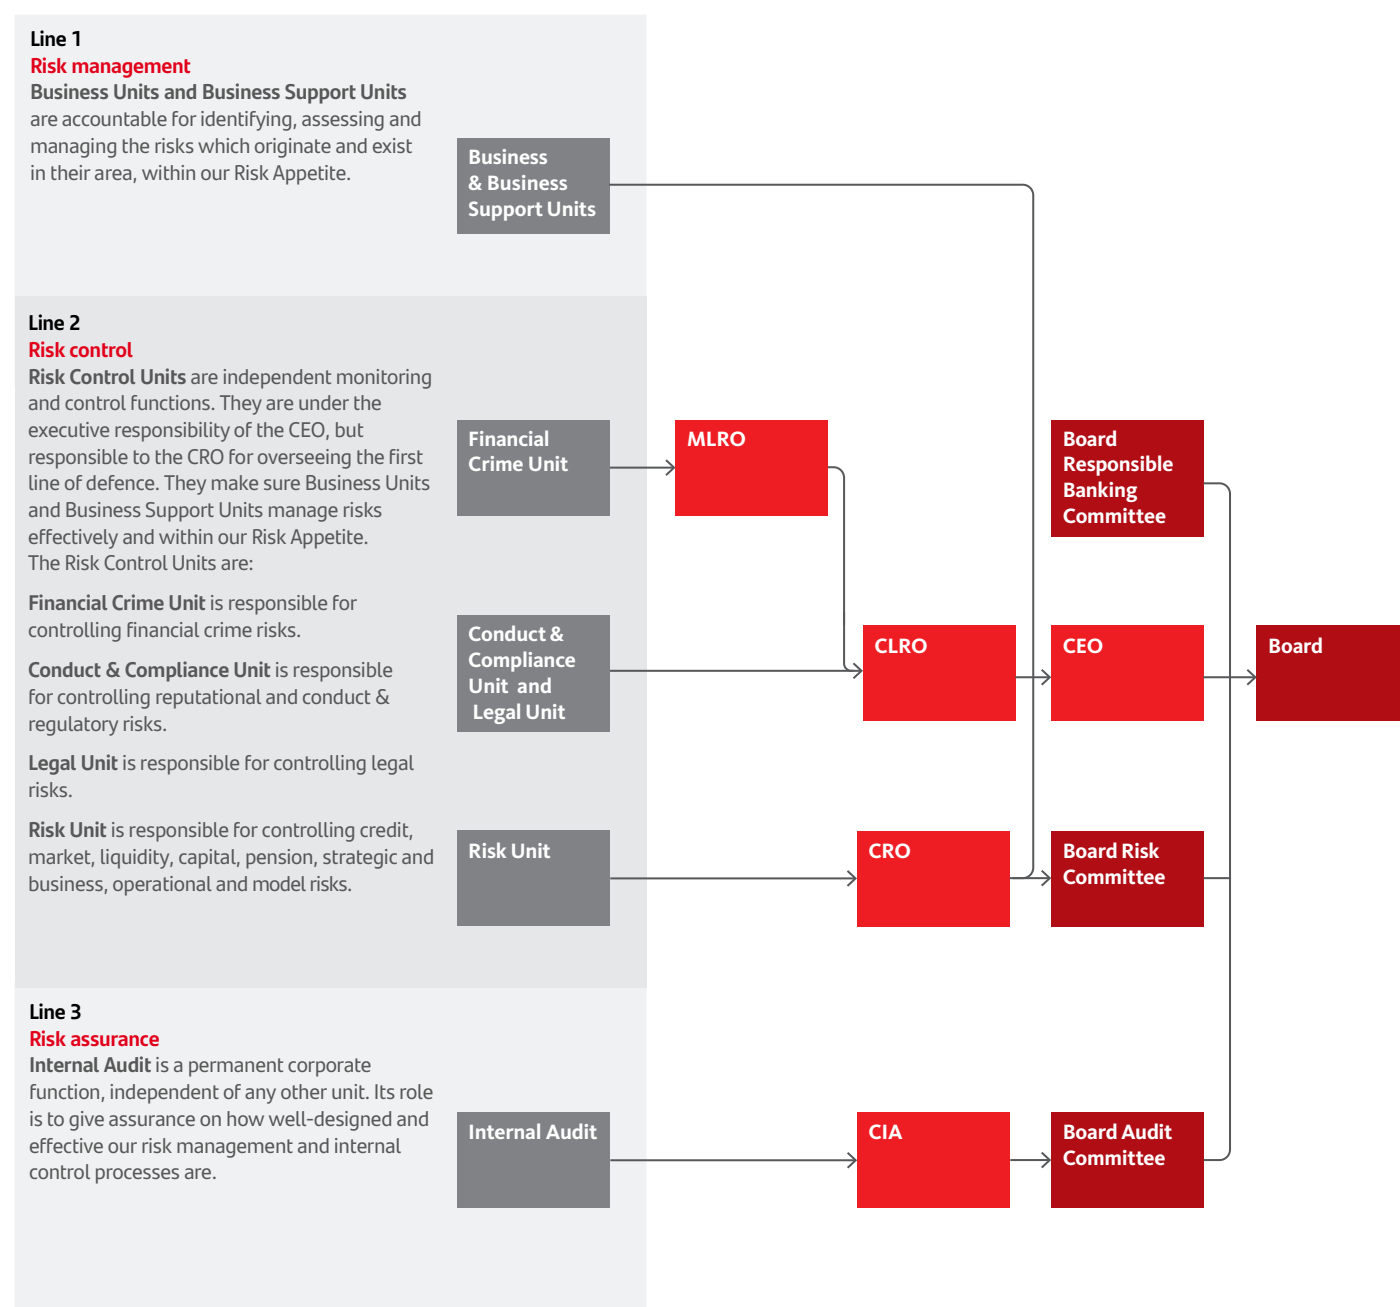 Line 1
Risk management
Business Units and Business Support Units
are accountable for identifying, assessing and
managing the risks which originate and exist
in their area, within our Risk Appetite.
Business
& Business
Support Units
Line 2
Risk control
Risk Control Units are independent monitoring
and control functions. They are under the
executive responsibility of the CEO, but
responsible to the CRO for overseeing the first
line of defence. They make sure Business Units
and Business Support Units manage risks
effectively and within our Risk Appetite.
The Risk Control Units are:
Financial Crime Unit is responsible for
controlling financial crime risks.
Conduct & Compliance Unit is responsible
for controlling reputational and conduct &
regulatory risks.
Legal Unit is responsible for controlling legal
risks.
Risk Unit is responsible for controlling credit,
market, liquidity, capital, pension, strategic and
business, operational and model risks.
Financial
Crime Unit
MLRO
Board
Responsible
Banking
Committee
Conduct &
Compliance
Unit and
Legal Unit
CLRO
CEO
Board
Risk Unit
CRO
Board Risk
Committee
Line 3
Risk assurance
Internal Audit is a permanent corporate
function, independent of any other unit. Its role
is to give assurance on how well-designed and
effective our risk management and internal
control processes are.
Internal Audit
CIA
Board Audit
Committee